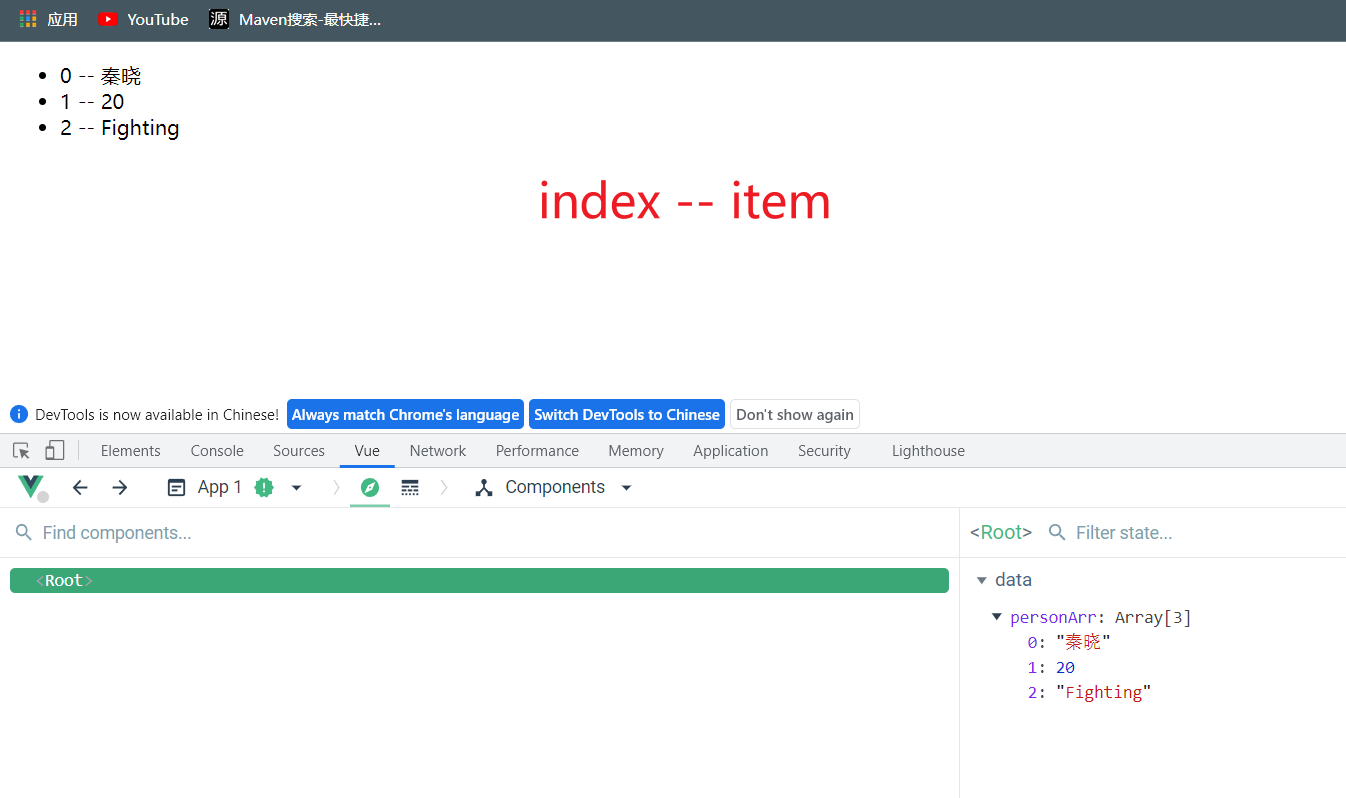 应用 YouTube 源 Maven搜索-最快捷...
0 -- 秦晓
1 -- 20
2 -- Fighting
index -- item
DevTools is now available in Chinese! Always match Chrome's language Switch DevTools to Chinese Don't show again
Elements Console Sources Vue Network Performance Memory Application Security Lighthouse
App 1 Components
Find components... <Root> Filter state...
<Root>
data
personArr: Array[3]
0: "秦晓"
1: 20
2: "Fighting"